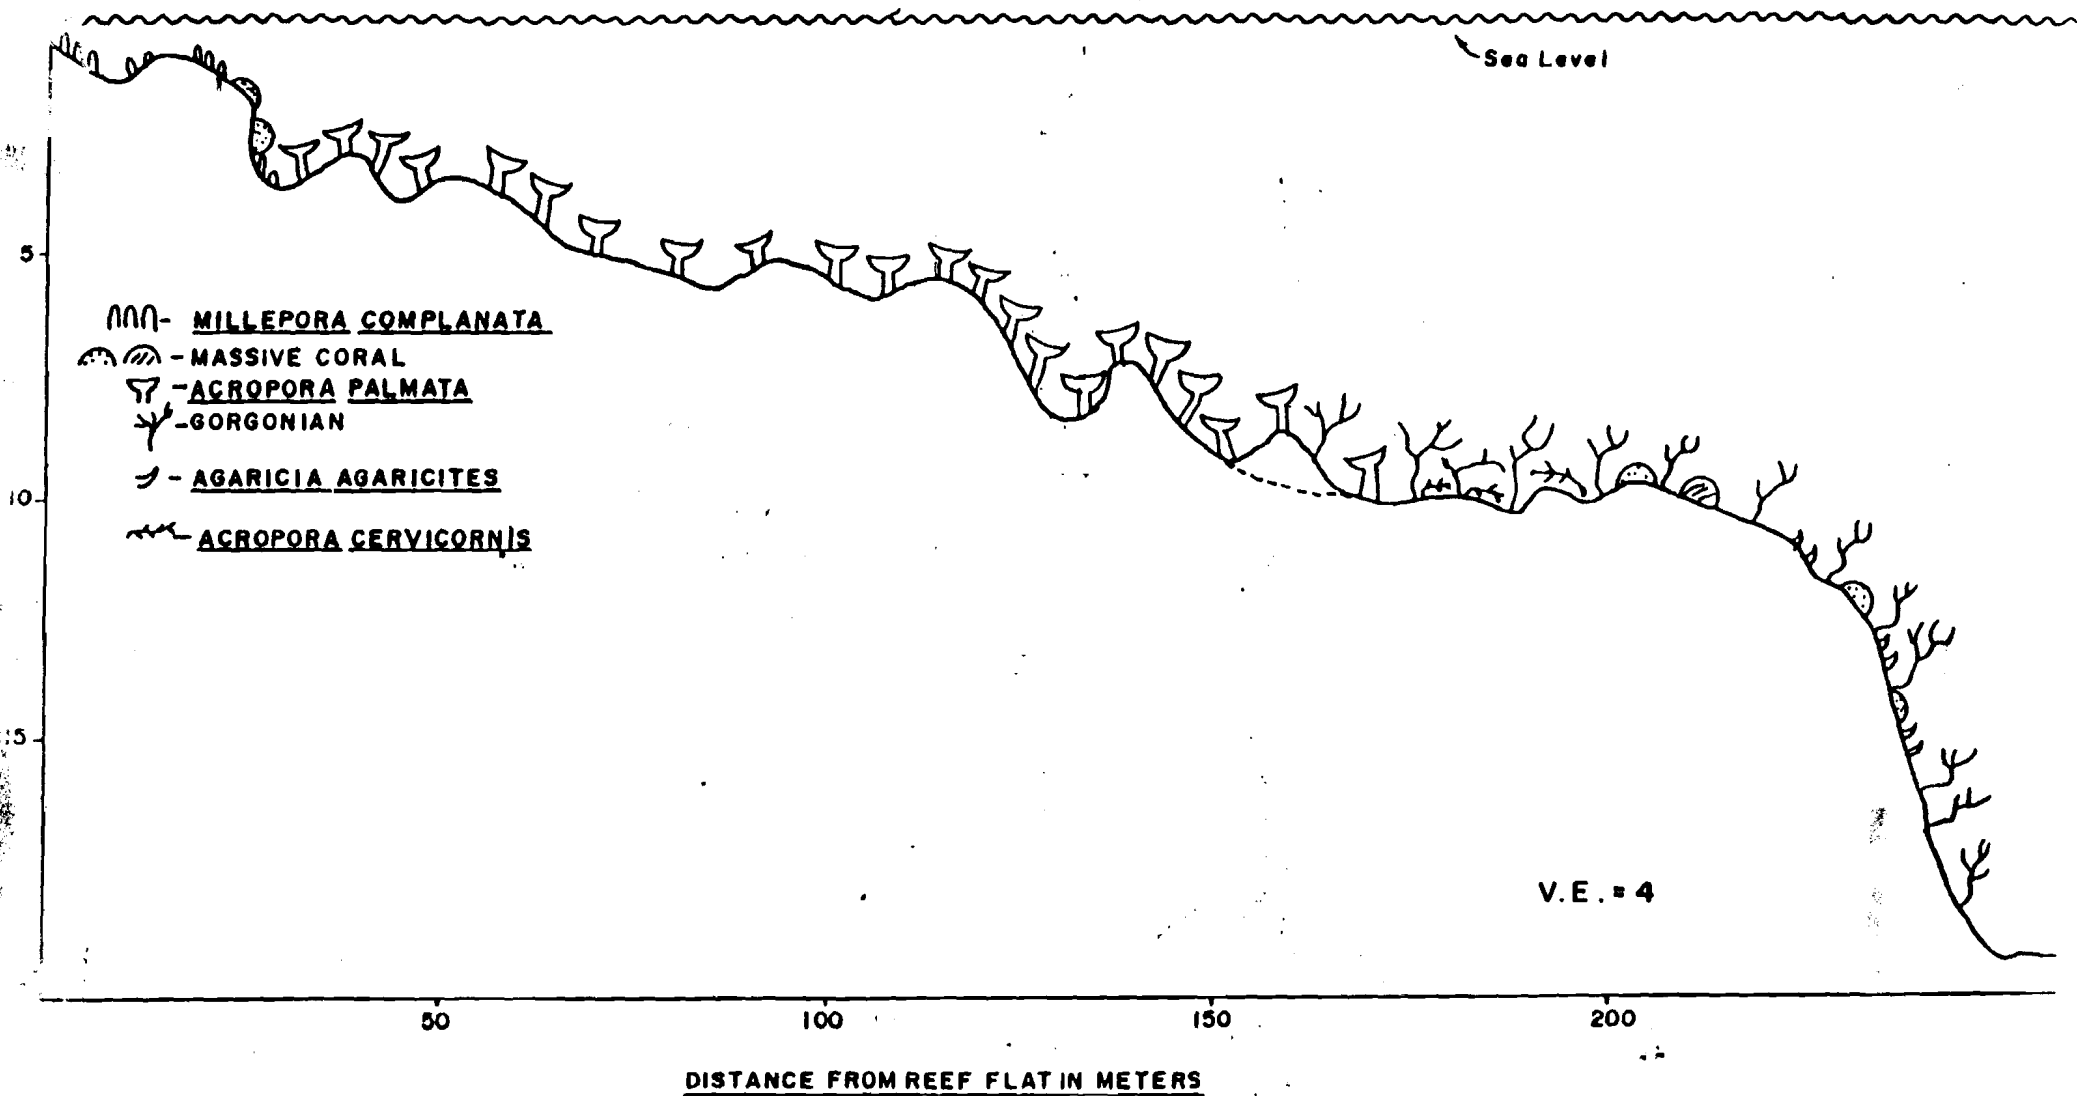 Sea Level
5
MILLEPORA COMPLANATA
- MASSIVE CORAL
- ACROPORA PALMATA
- GORGONIAN
- AGARICIA AGARICITES
10
- ACROPORA CERVICORNIS
15
V.E. = 4
50 100 150 200
DISTANCE FROM REEF FLAT IN METERS